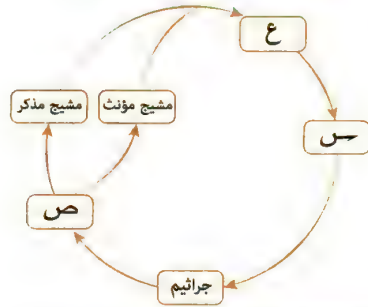 ع
س
مشيج مؤنث
مشيج مذكر
ص
جراثيم